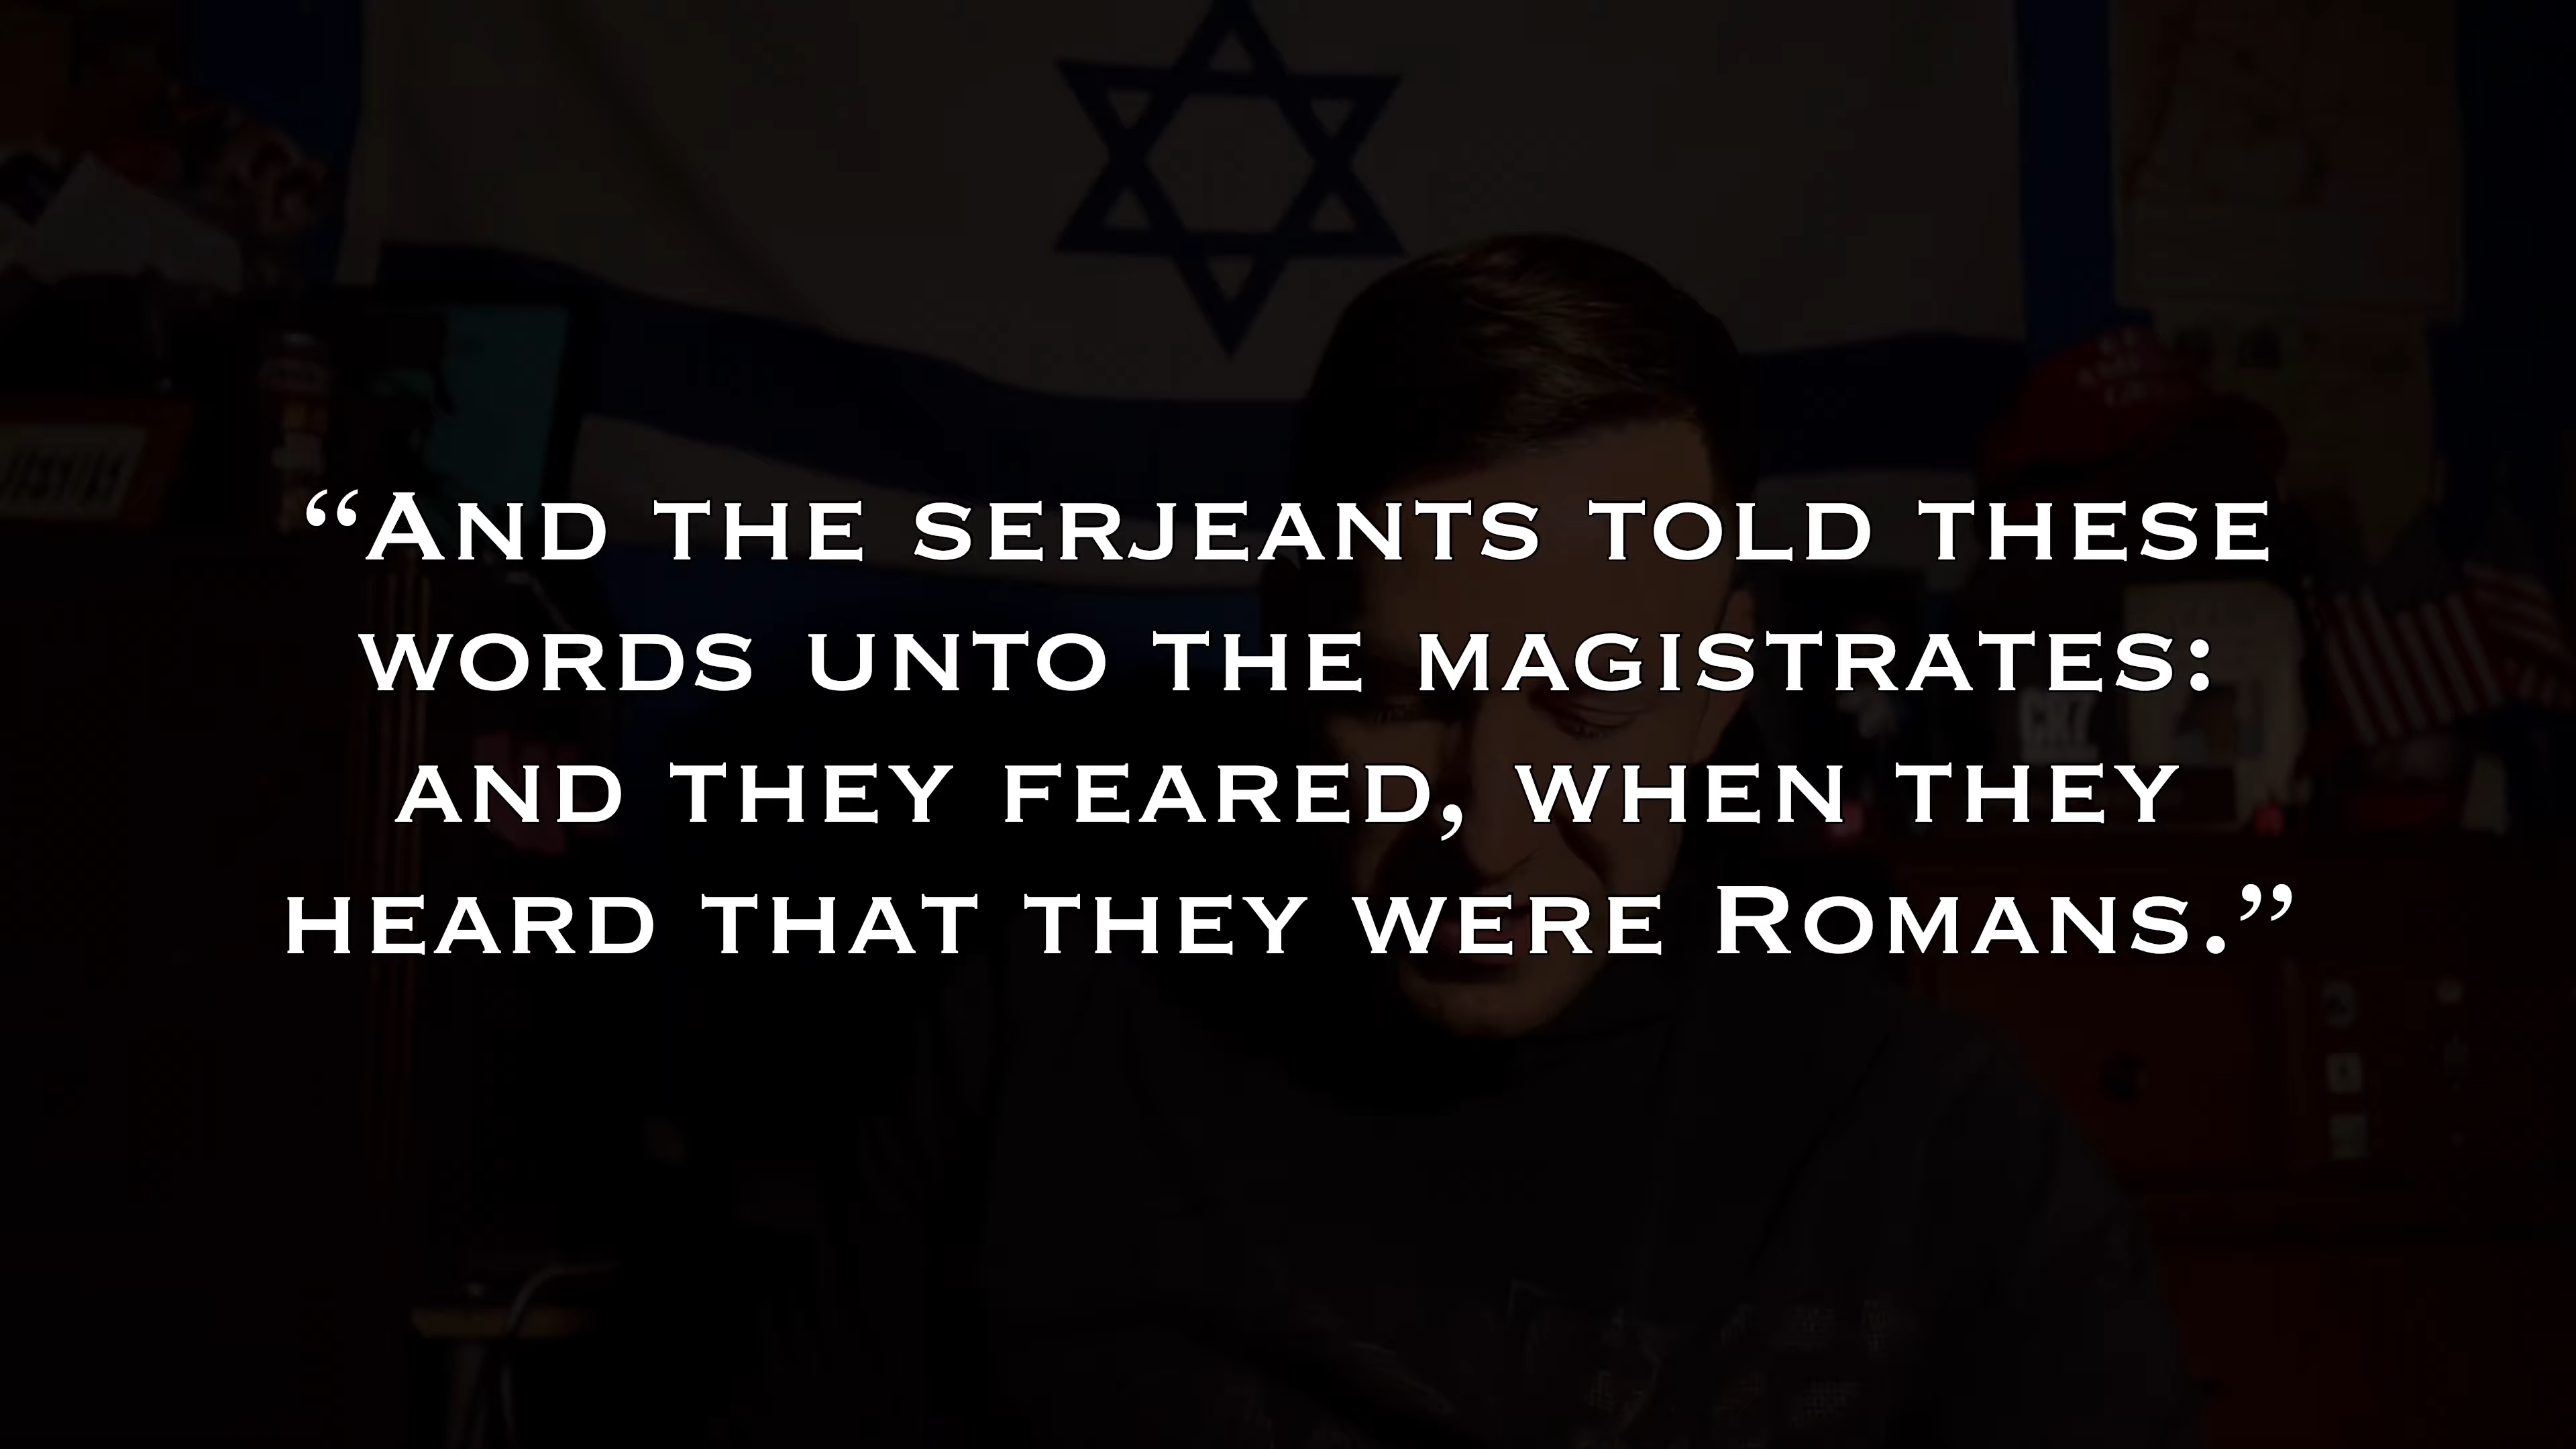 “And the serjeants told these
words unto the magistrates:
and they feared, when they
heard that they were Romans.”